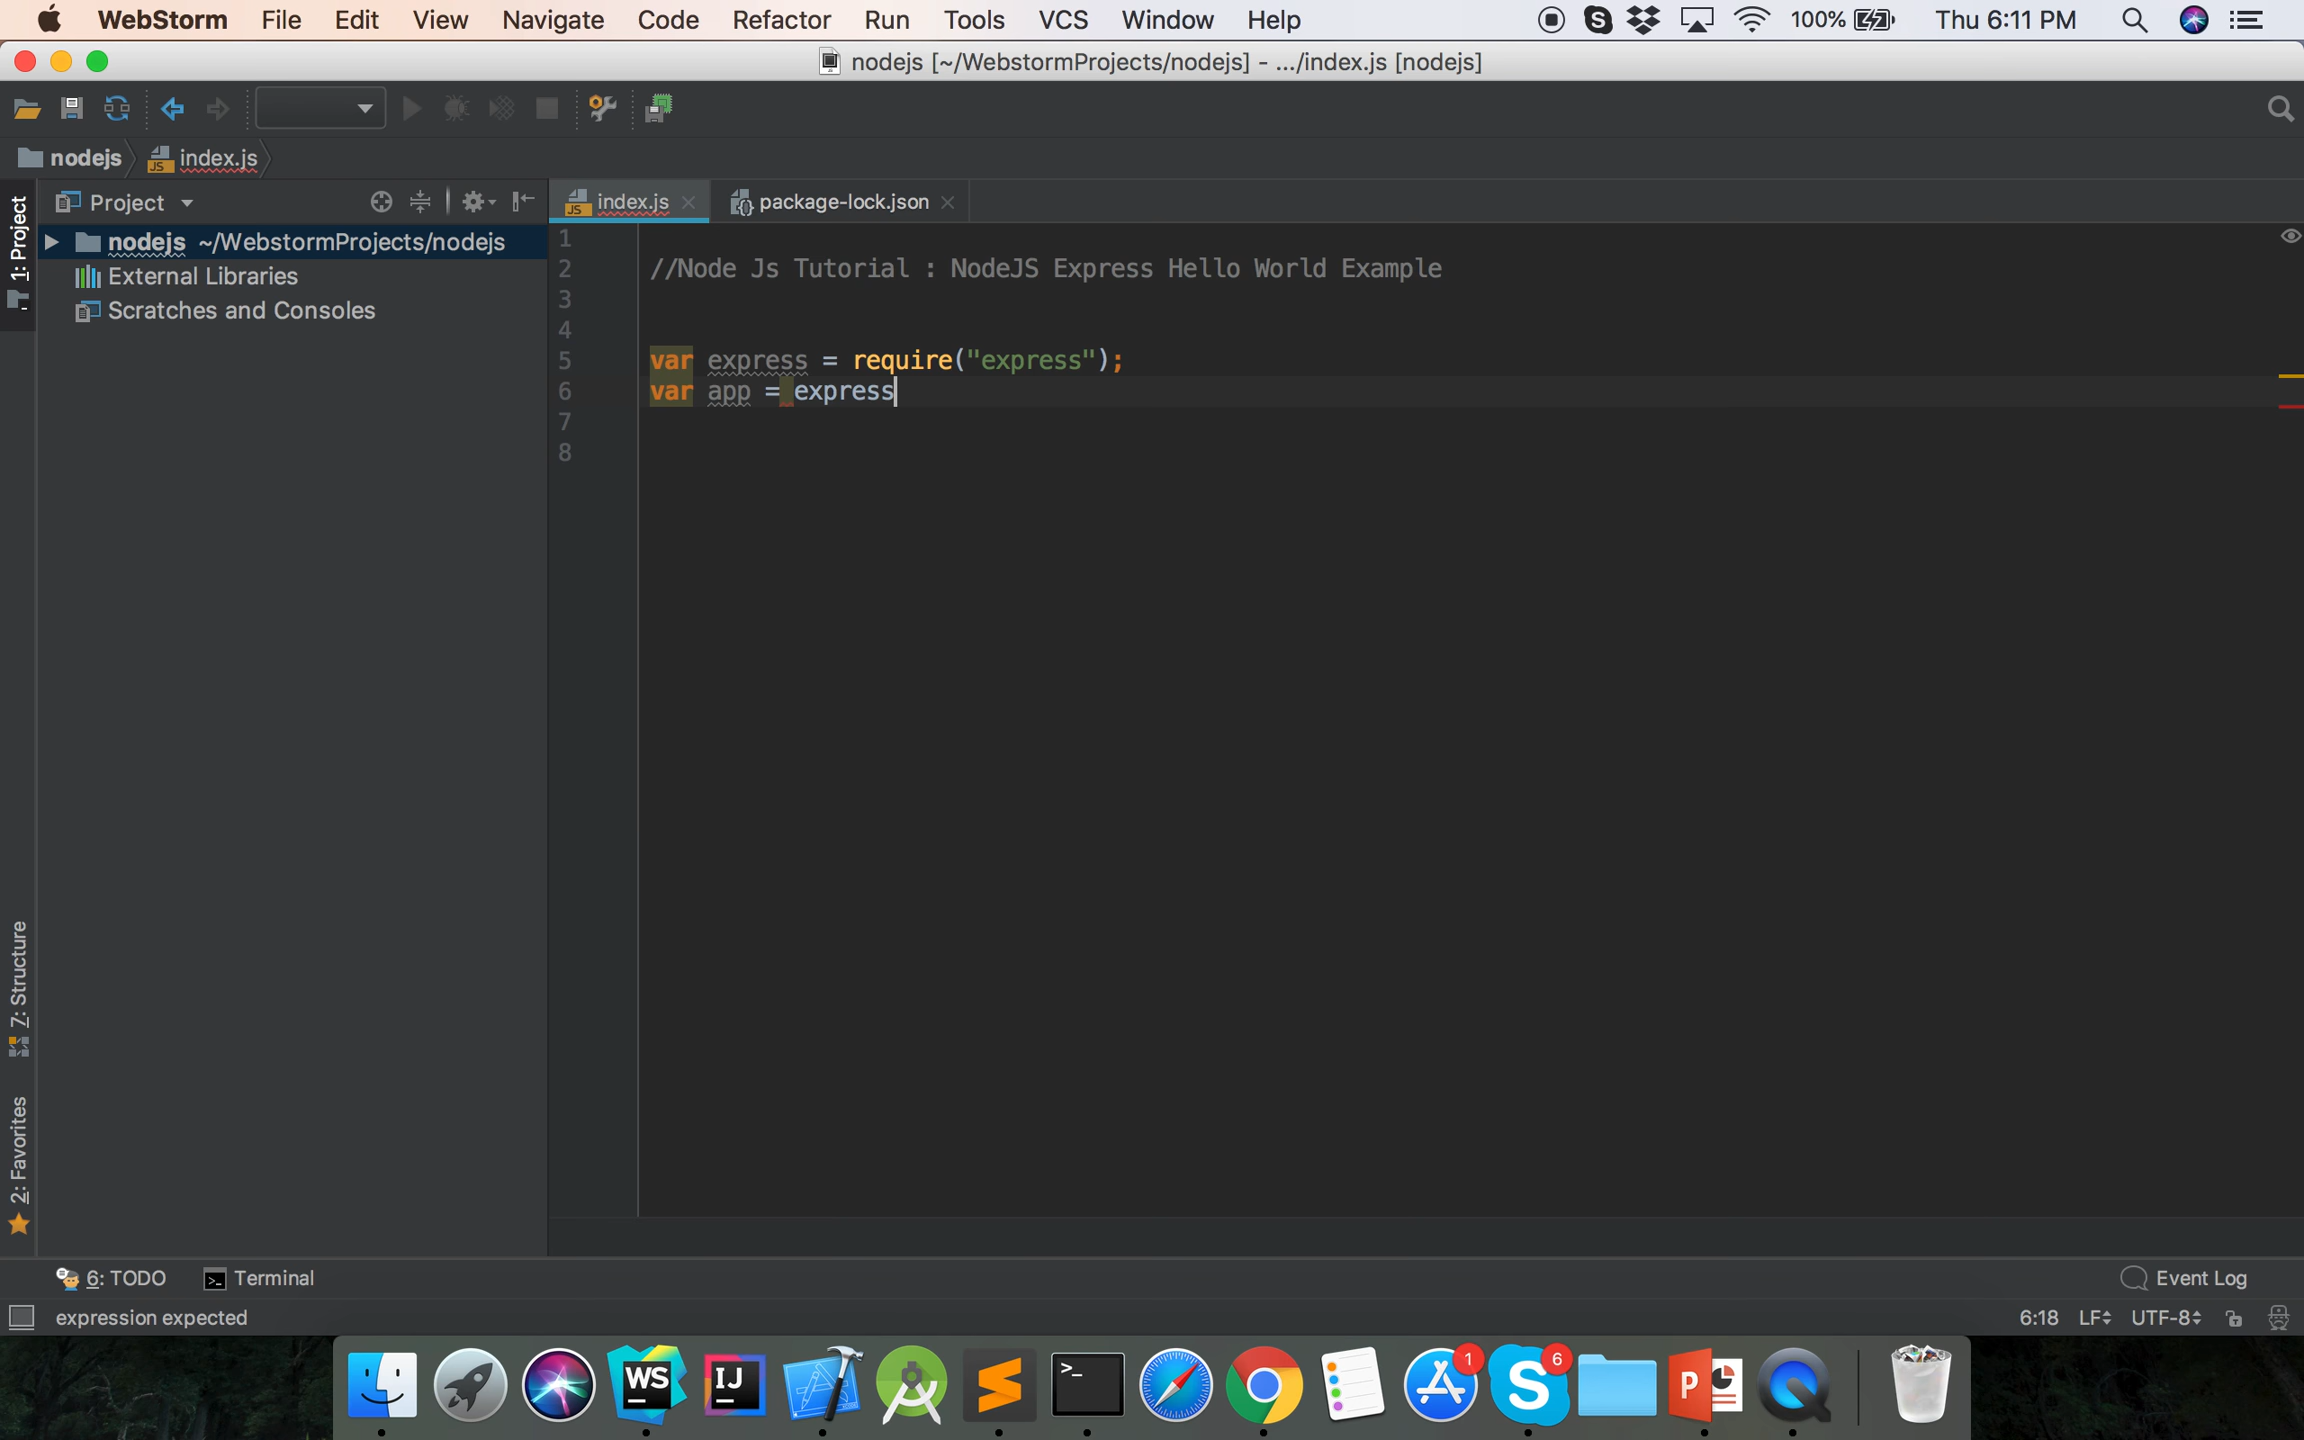 WebStorm File Edit View Navigate Code Refactor Run Tools VCS Window Help 100% Thu 6:11 PM
nodejs [~/WebstormProjects/nodejs] - .../index.js [nodejs]
nodejs index.js
Project index.js package-lock.json
1: Project
nodejs ~/WebstormProjects/nodejs
External Libraries
Scratches and Consoles
1
2 //Node Js Tutorial : NodeJS Express Hello World Example
3
4
5 var express = require("express");
6 var app = express
7
8
7: Structure
2: Favorites
6: TODO Terminal Event Log
expression expected 6:18 LF UTF-8
WS IJ >_ 1 S 6 P